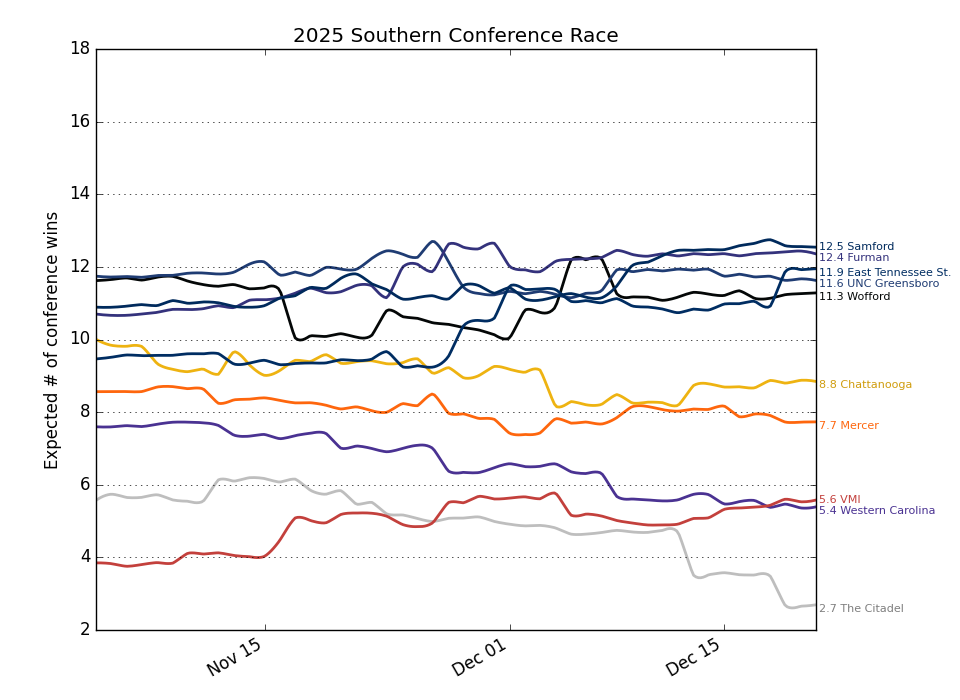 2025 Southern Conference Race
Expected # of conference wins
18
16
14
12
10
8
6
4
2
Nov 15
Dec 01
Dec 15
12.5 Samford
12.4 Furman
11.9 East Tennessee St.
11.6 UNC Greensboro
11.3 Wofford
8.8 Chattanooga
7.7 Mercer
5.6 VMI
5.4 Western Carolina
2.7 The Citadel